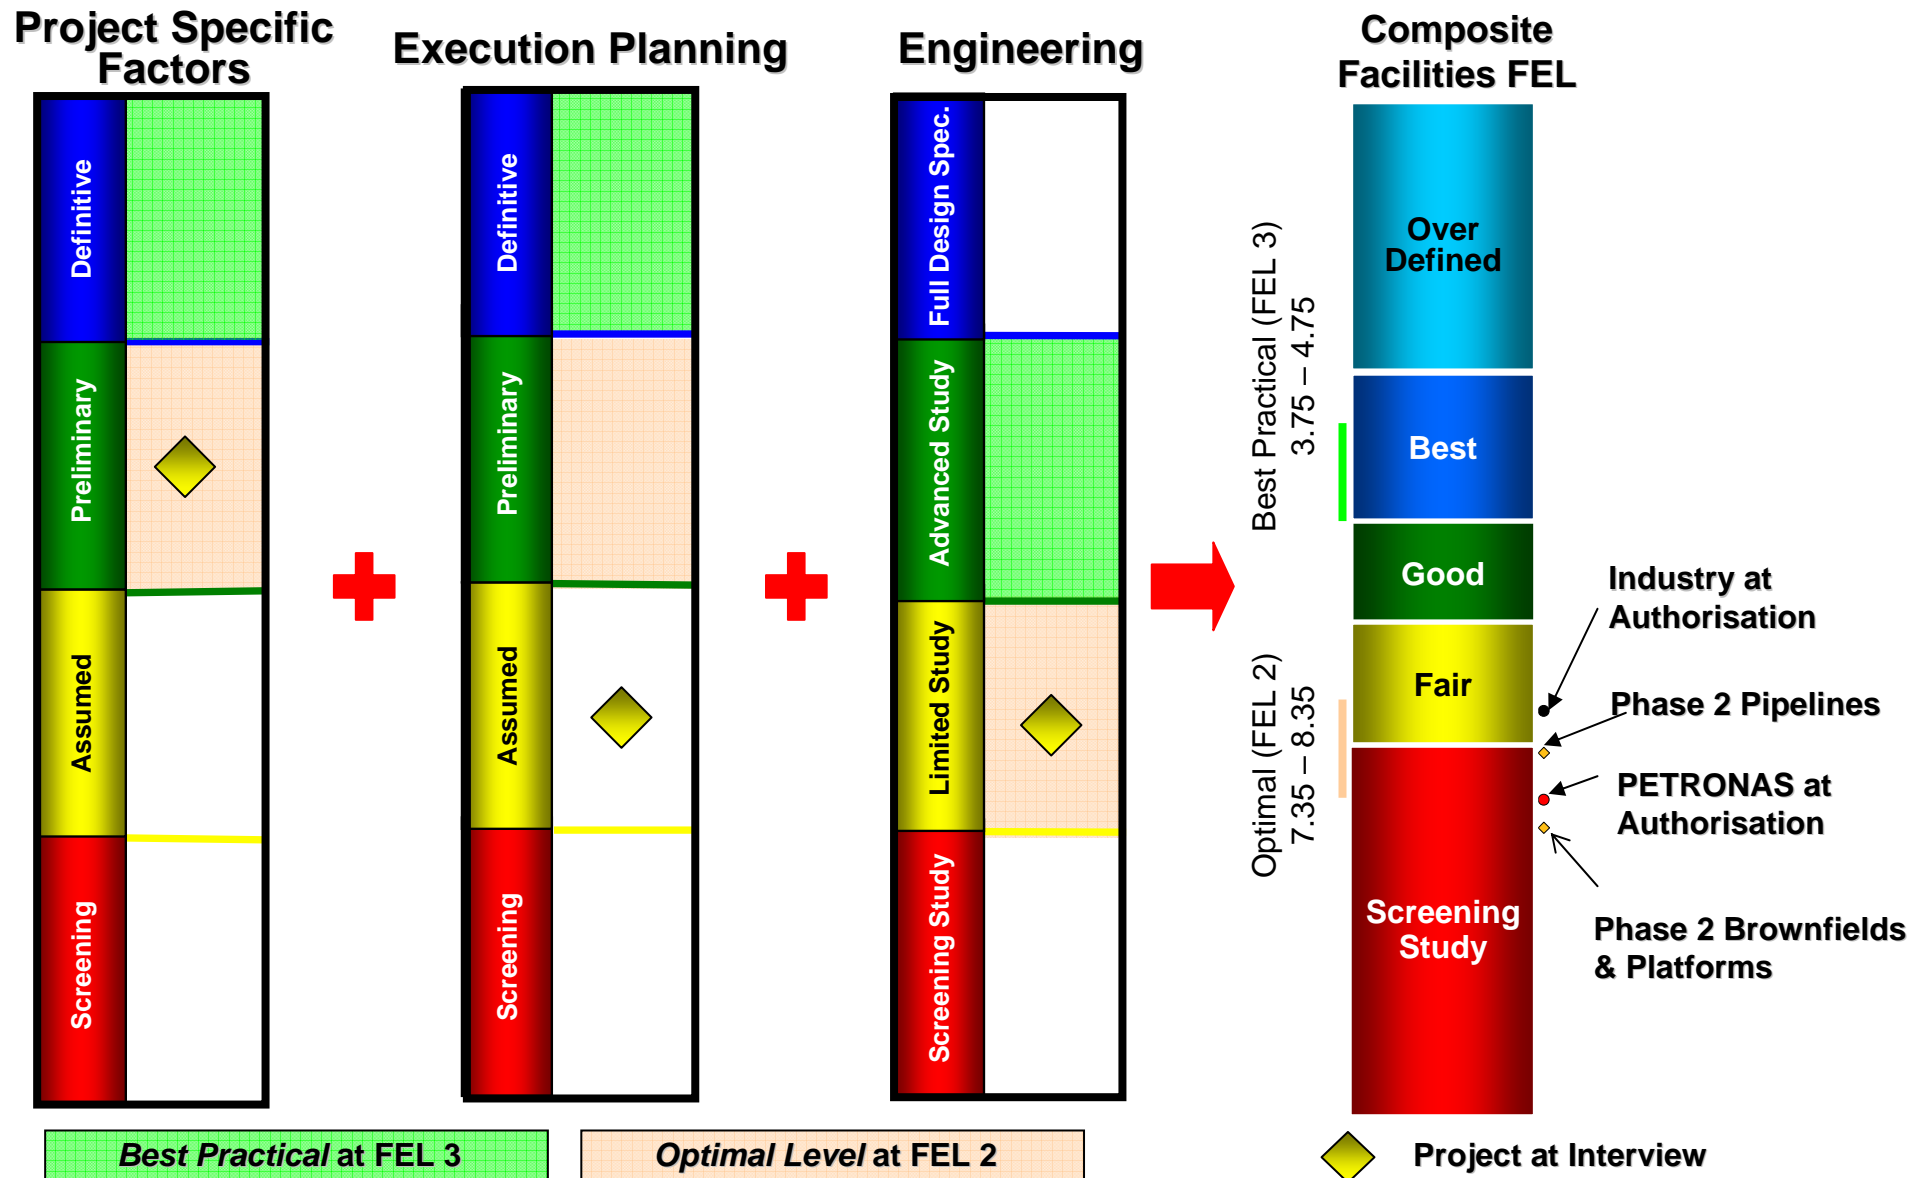 Project Specific
Factors
Execution Planning
Engineering
Composite
Facilities FEL
Definitive
Preliminary
Assumed
Screening
Definitive
Preliminary
Assumed
Screening
Full Design Spec.
Advanced Study
Limited Study
Screening Study
Best Practical (FEL 3)
3.75 – 4.75
Optimal (FEL 2)
7.35 – 8.35
Over
Defined
Best
Good
Fair
Screening
Study
Industry at
Authorisation
Phase 2 Pipelines
PETRONAS at
Authorisation
Phase 2 Brownfields
& Platforms
Best Practical at FEL 3
Optimal Level at FEL 2
Project at Interview